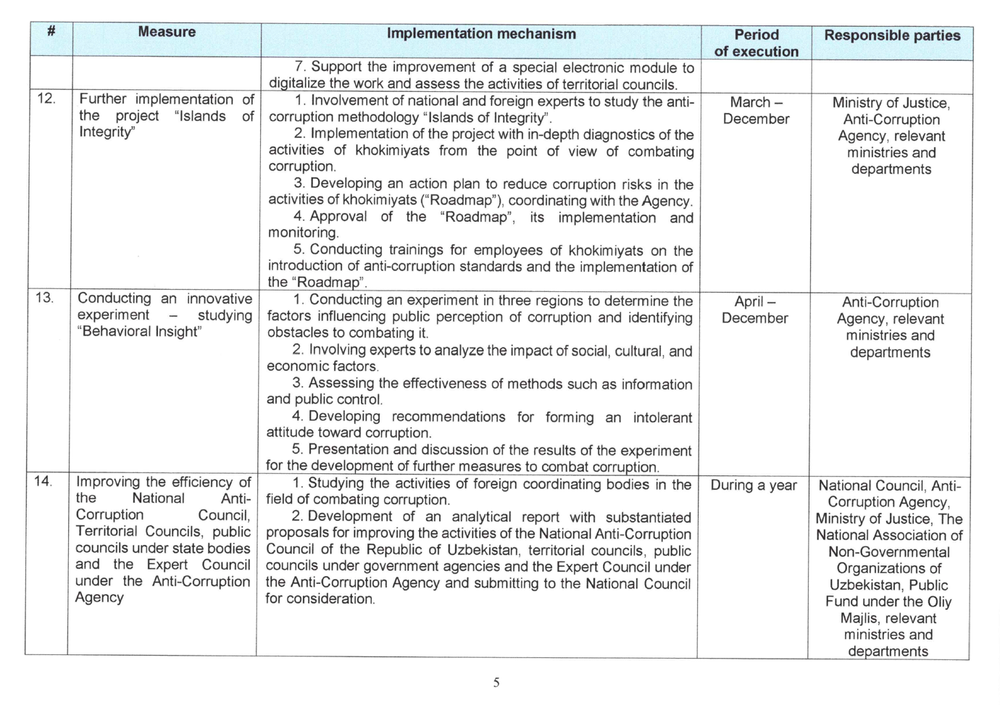 #
Measure
Implementation mechanism
Period
of execution
Responsible parties
7. Support the improvement of a special electronic module to
digitalize the work and assess the activities of territorial councils.
12.
Further implementation of
the project “Islands of
Integrity”
1. Involvement of national and foreign experts to study the anti-
corruption methodology “Islands of Integrity”.
2. Implementation of the project with in-depth diagnostics of the
activities of khokimiyats from the point of view of combating
corruption.
3. Developing an action plan to reduce corruption risks in the
activities of khokimiyats (“Roadmap”), coordinating with the Agency.
4. Approval of the “Roadmap”, its implementation and
monitoring.
5. Conducting trainings for employees of khokimiyats on the
introduction of anti-corruption standards and the implementation of
the “Roadmap”.
March –
December
Ministry of Justice,
Anti-Corruption
Agency, relevant
ministries and
departments
13.
Conducting an innovative
experiment – studying
“Behavioral Insight”
1. Conducting an experiment in three regions to determine the
factors influencing public perception of corruption and identifying
obstacles to combating it.
2. Involving experts to analyze the impact of social, cultural, and
economic factors.
3. Assessing the effectiveness of methods such as information
and public control.
4. Developing recommendations for forming an intolerant
attitude toward corruption.
5. Presentation and discussion of the results of the experiment
for the development of further measures to combat corruption.
April –
December
Anti-Corruption
Agency, relevant
ministries and
departments
14.
Improving the efficiency of
the National Anti-
Corruption Council,
Territorial Councils, public
councils under state bodies
and the Expert Council
under the Anti-Corruption
Agency
1. Studying the activities of foreign coordinating bodies in the
field of combating corruption.
2. Development of an analytical report with substantiated
proposals for improving the activities of the National Anti-Corruption
Council of the Republic of Uzbekistan, territorial councils, public
councils under government agencies and the Expert Council under
the Anti-Corruption Agency and submitting to the National Council
for consideration.
During a year
National Council, Anti-
Corruption Agency,
Ministry of Justice, The
National Association of
Non-Governmental
Organizations of
Uzbekistan, Public
Fund under the Oliy
Majlis, relevant
ministries and
departments
5